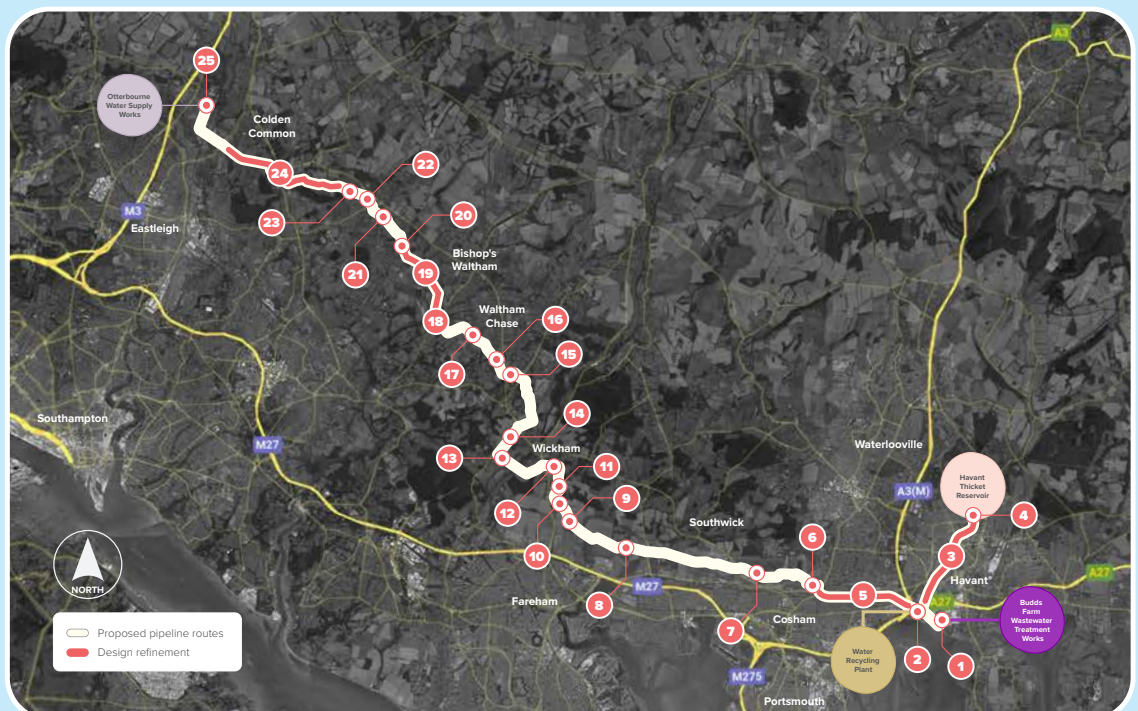 A3
25
Otterbourne
Water Supply
Works
Colden
Common
22
24
23
20
M3
Eastleigh
21
19
Bishop's
Waltham
18
Waltham
Chase
16
15
17
14
Southampton
M27
13
Wickham
Waterlooville
11
12
9
A3(M)
Havant
Thicket
Reservoir
4
Southwick
6
10
3
NORTH
M27
8
Fareham
5
Havant
A27
A27
Budds
Farm
Wastewater
Treatment
Works
Cosham
7
Water
Recycling
Plant
2
1
M275
Portsmouth
Proposed pipeline routes
Design refinement